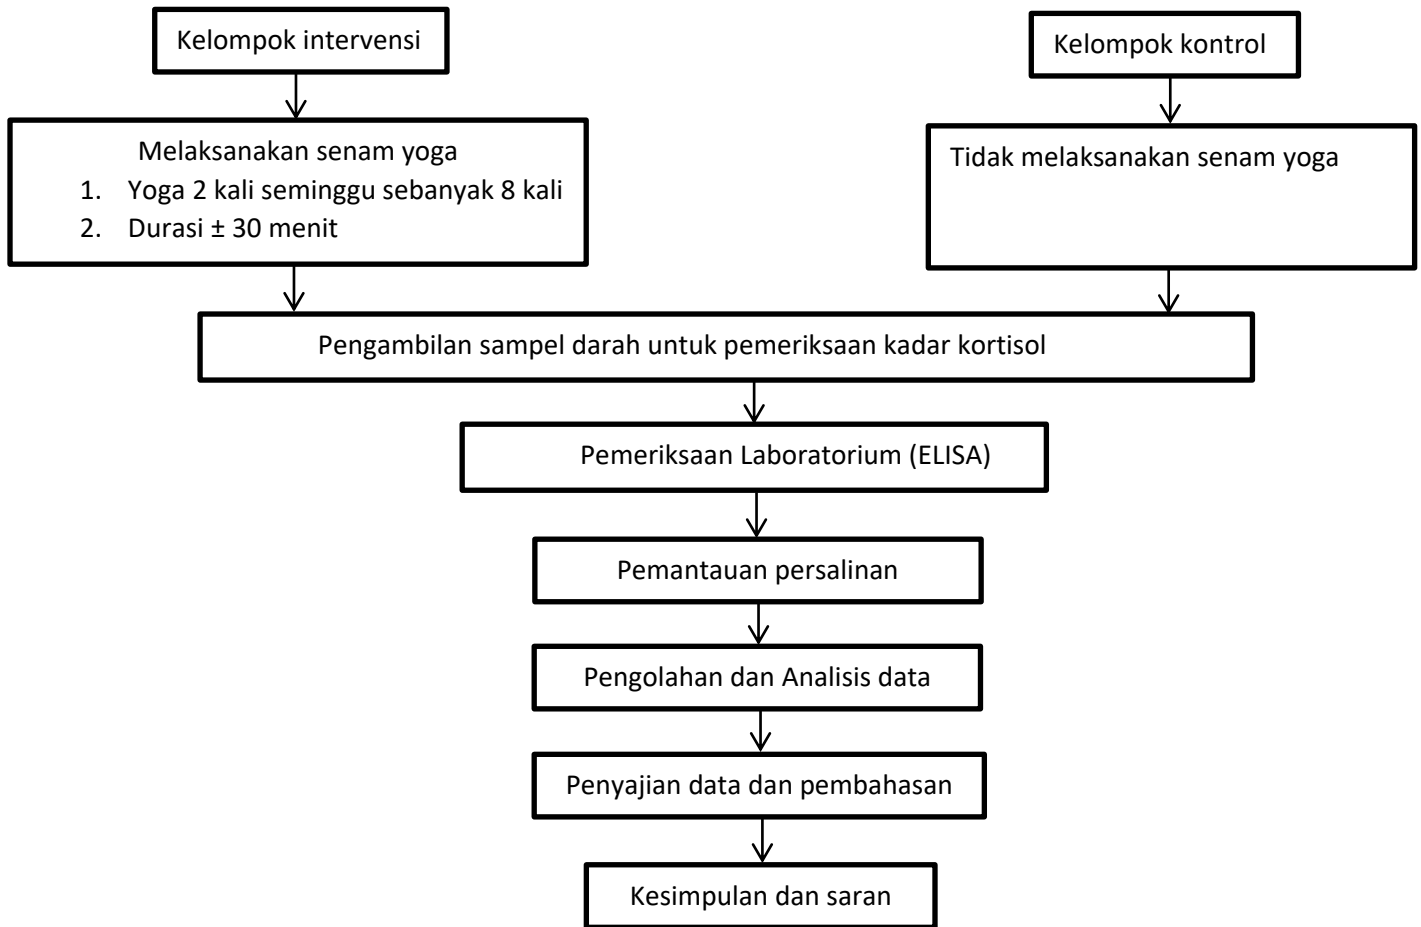 Kelompok intervensi
Kelompok kontrol
Melaksanakan senam yoga
1. Yoga 2 kali seminggu sebanyak 8 kali
2. Durasi ± 30 menit
Tidak melaksanakan senam yoga
Pengambilan sampel darah untuk pemeriksaan kadar kortisol
Pemeriksaan Laboratorium (ELISA)
Pemantauan persalinan
Pengolahan dan Analisis data
Penyajian data dan pembahasan
Kesimpulan dan saran